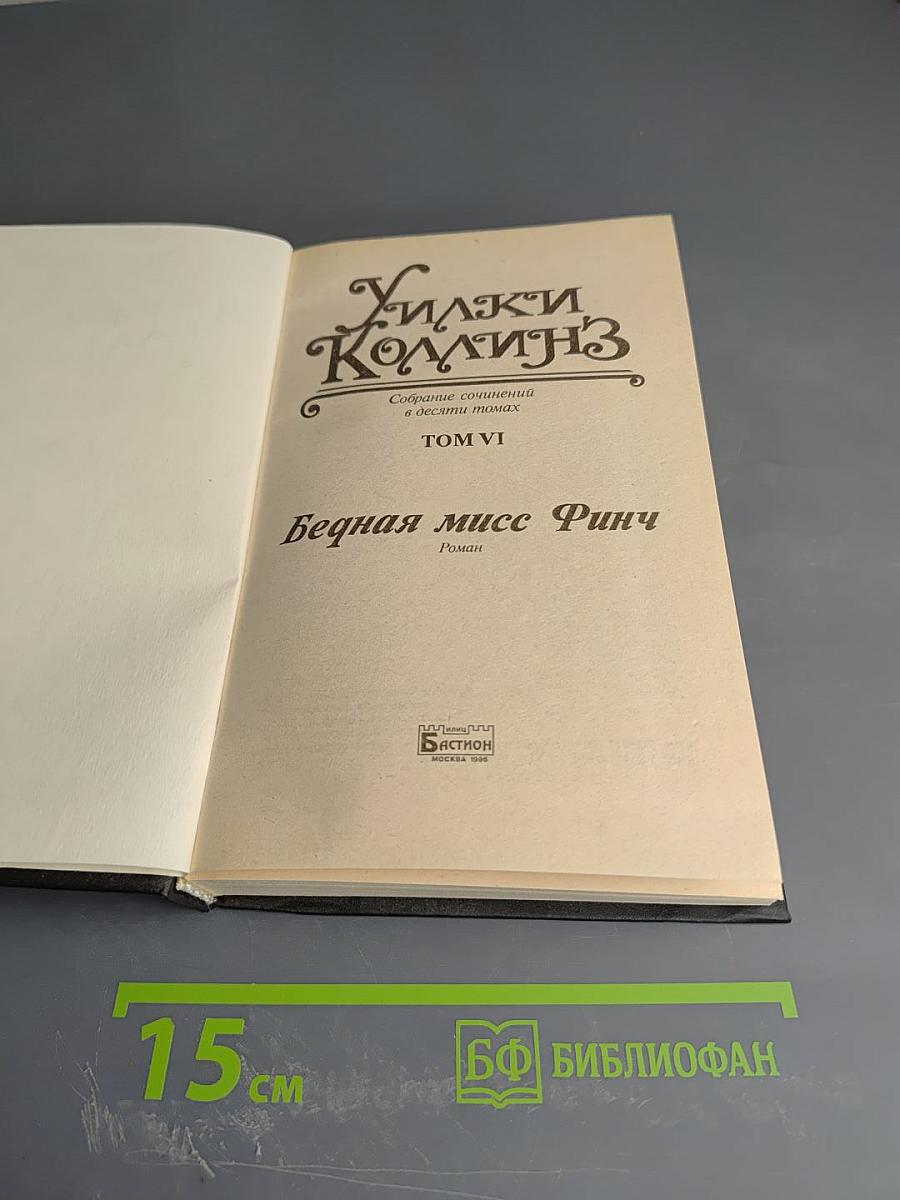 Уилки
Коллинз
Собрание сочинений
в десяти томах
ТОМ VI
Бедная мисс Финч
Роман
ИЛИЦ
БАСТИОН
МОСКВА 1996
15 см
БФ БИБЛИОФАН